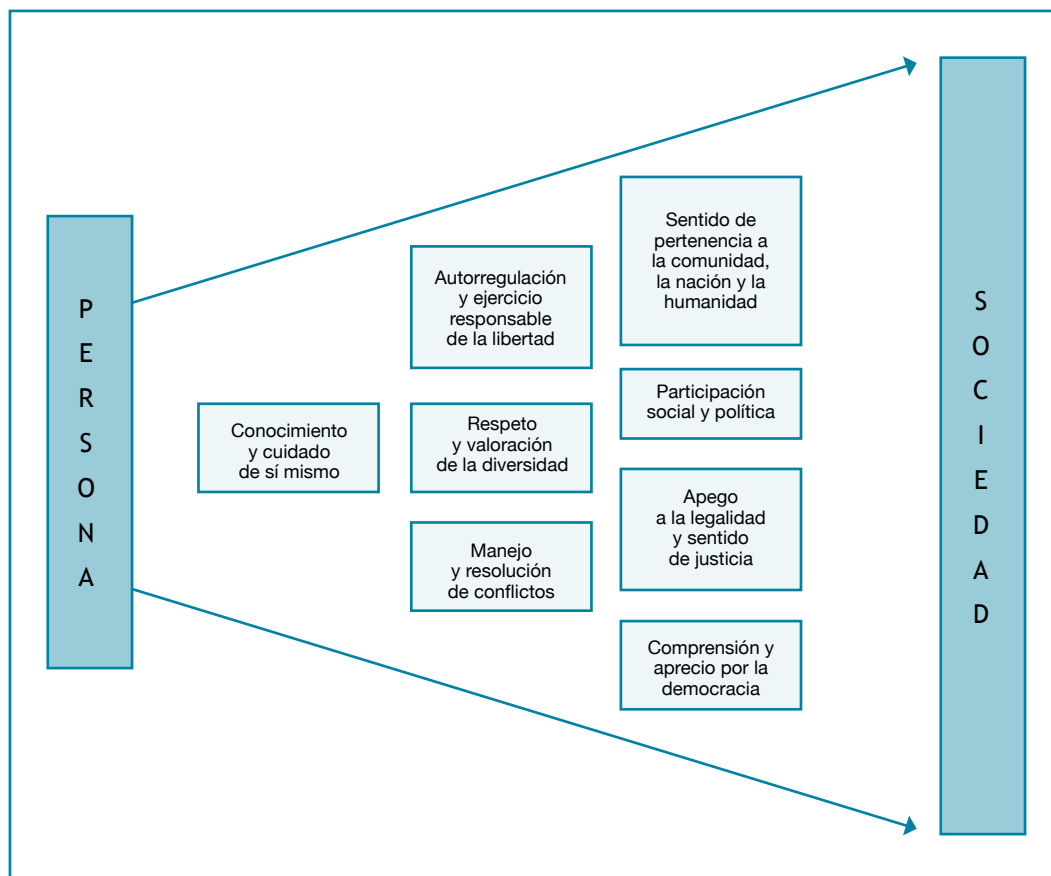 PERSONA
Conocimiento
y cuidado
de sí mismo
Autorregulación
y ejercicio
responsable
de la libertad
Respeto
y valoración
de la diversidad
Manejo
y resolución
de conflictos
Sentido de
pertenencia a
la comunidad,
la nación y la
humanidad
Participación
social y política
Apego
a la legalidad
y sentido
de justicia
Comprensión y
aprecio por la
democracia
SOCIEDAD